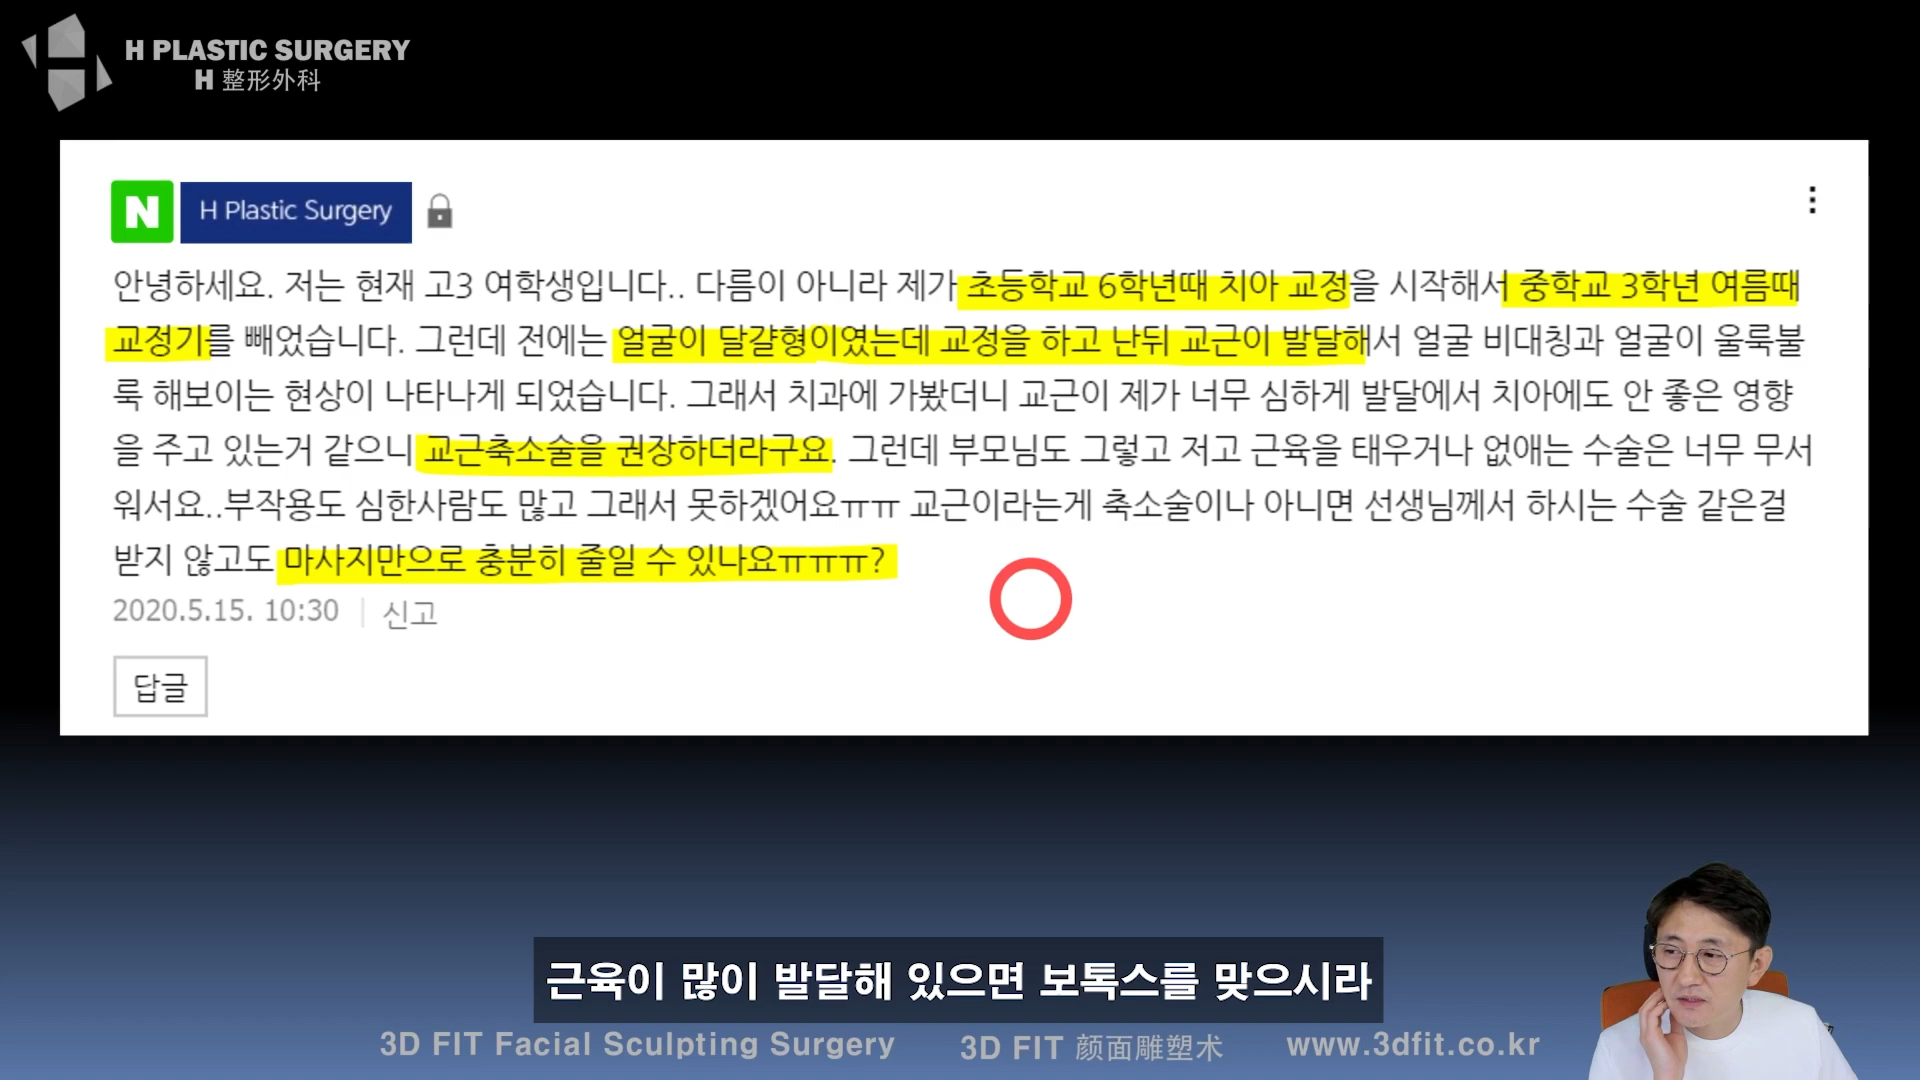 H PLASTIC SURGERY
H 整形外科
N H Plastic Surgery
안녕하세요. 저는 현재 고3 여학생입니다.. 다름이 아니라 제가 초등학교 6학년때 치아 교정을 시작해서 중학교 3학년 여름때
교정기를 빼었습니다. 그런데 전에는 얼굴이 달걀형이였는데 교정을 하고 난뒤 교근이 발달해서 얼굴 비대칭과 얼굴이 울룩불
룩 해보이는 현상이 나타나게 되었습니다. 그래서 치과에 가봤더니 교근이 제가 너무 심하게 발달에서 치아에도 안 좋은 영향
을 주고 있는거 같으니 교근축소술을 권장하더라구요. 그런데 부모님도 그렇고 저고 근육을 태우거나 없애는 수술은 너무 무서
워서요..부작용도 심한사람도 많고 그래서 못하겠어요ㅠㅠ 교근이라는게 축소술이나 아니면 선생님께서 하시는 수술 같은걸
받지 않고도 마사지만으로 충분히 줄일 수 있나요ㅠㅠㅠ?
2020.5.15. 10:30 | 신고
답글
근육이 많이 발달해 있으면 보톡스를 맞으시라
3D FIT Facial Sculpting Surgery 3D FIT 颜面雕塑术 www.3dfit.co.kr